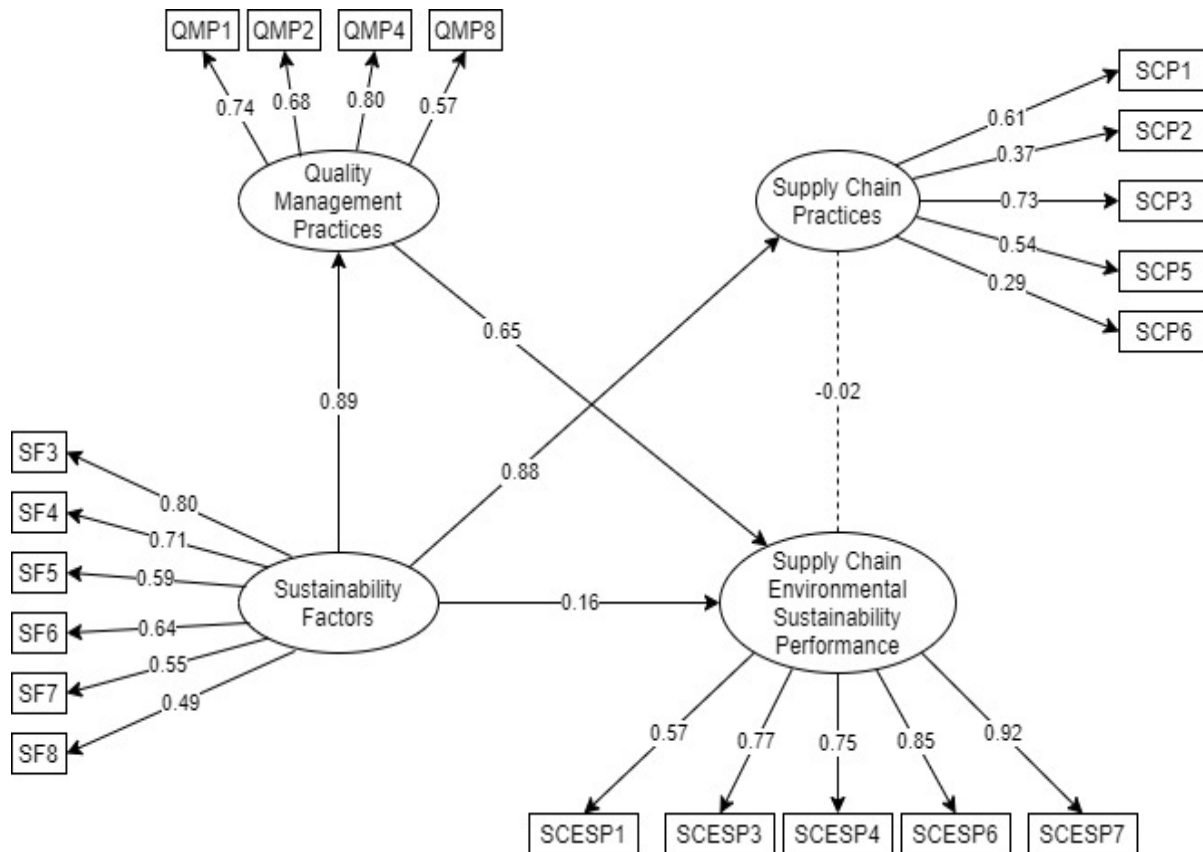 QMP1 QMP2 QMP4 QMP8
0.74 0.68 0.80 0.57
Quality
Management
Practices
SCP1
SCP2
SCP3
SCP5
SCP6
0.61
0.37
0.73
0.54
0.29
Supply Chain
Practices
0.65
0.89
0.88
-0.02
SF3
SF4
SF5
SF6
SF7
SF8
0.80
0.71
0.59
0.64
0.55
0.49
Sustainability
Factors
0.16
Supply Chain
Environmental
Sustainability
Performance
0.57 0.77 0.75 0.85 0.92
SCESP1 SCESP3 SCESP4 SCESP6 SCESP7